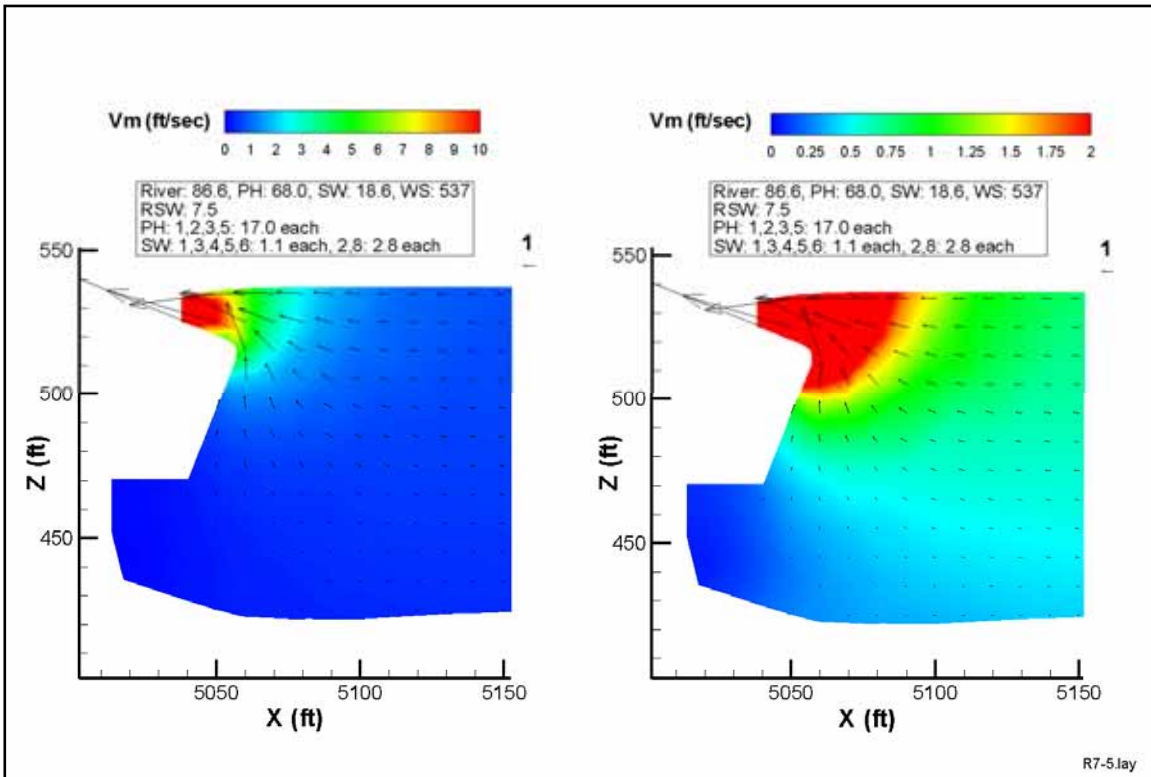 Vm (ft/sec)
0 1 2 3 4 5 6 7 8 9 10
River: 86.6, PH: 68.0, SW: 18.6, WS: 537
RSW: 7.5
PH: 1,2,3,5: 17.0 each
SW: 1,3,4,5,6: 1.1 each, 2,8: 2.8 each
1
550
500
450
Z (ft)
5050 5100 5150
X (ft)
Vm (ft/sec)
0 0.25 0.5 0.75 1 1.25 1.5 1.75 2
River: 86.6, PH: 68.0, SW: 18.6, WS: 537
RSW: 7.5
PH: 1,2,3,5: 17.0 each
SW: 1,3,4,5,6: 1.1 each, 2,8: 2.8 each
1
550
500
450
Z (ft)
5050 5100 5150
X (ft)
R7-5.lay